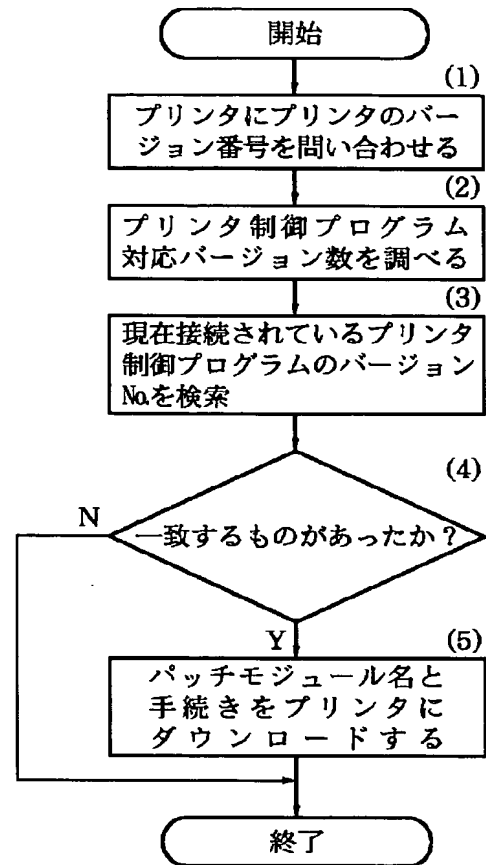 開始
(1)
プリンタにプリンタのバー
ジョン番号を問い合わせる
(2)
プリンタ制御プログラム
対応バージョン数を調べる
(3)
現在接続されているプリンタ
制御プログラムのバージョン
No.を検索
(4)
N
一致するものがあったか?
Y
(5)
パッチモジュール名と
手続きをプリンタに
ダウンロードする
終了